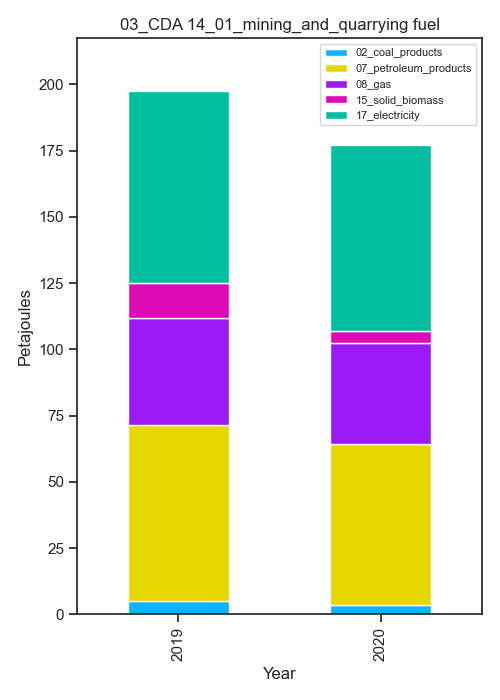 03_CDA 14_01_mining_and_quarrying fuel
02_coal_products
07_petroleum_products
08_gas
15_solid_biomass
17_electricity
200
175
150
125
100
75
50
25
0
Petajoules
2019
2020
Year